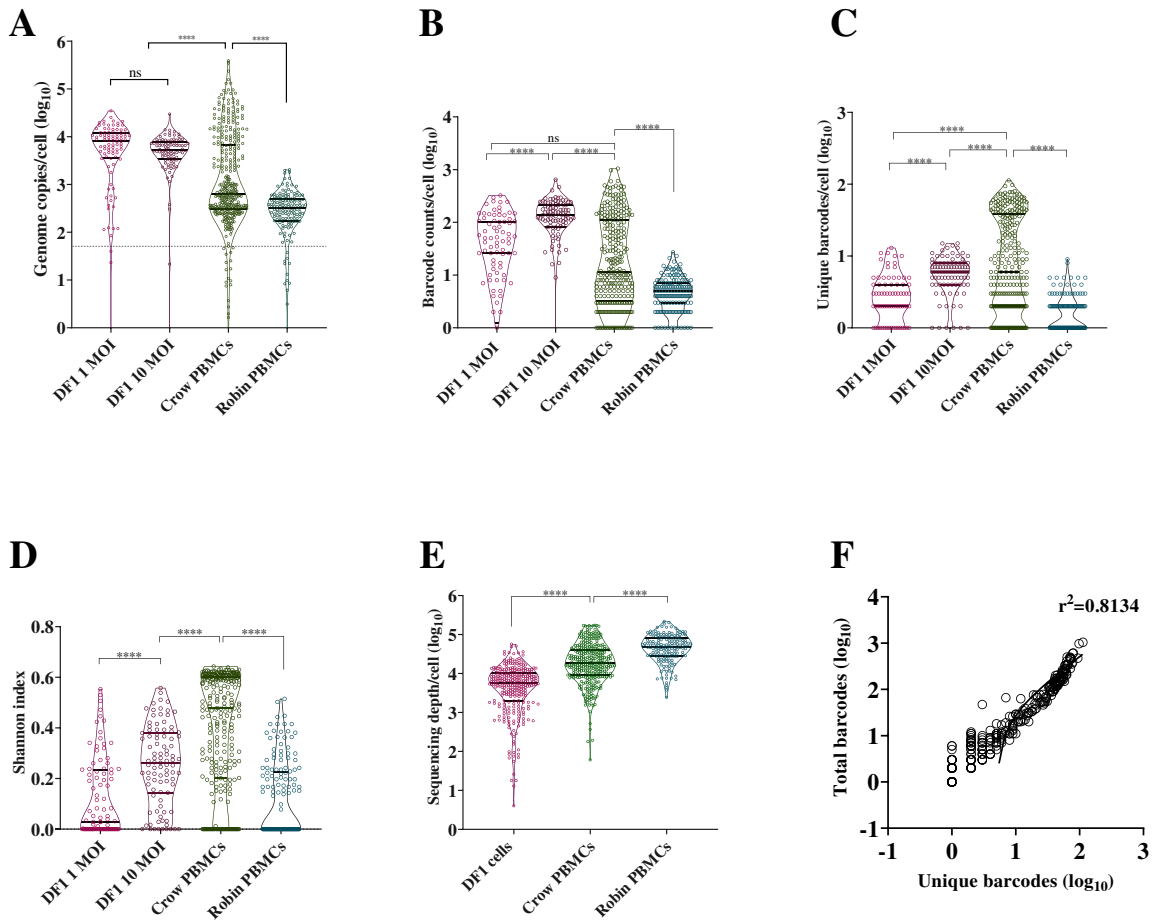 A
B
C
Genome copies/cell (log10)
6
5
4
3
2
1
0
ns
****
****
DF1 1 MOI
DF1 10 MOI
Crow PBMCs
Robin PBMCs
Barcode counts/cell (log10)
4
3
2
1
0
****
ns
****
****
DF1 1 MOI
DF1 10 MOI
Crow PBMCs
Robin PBMCs
Unique barcodes/cell (log10)
3
2
1
0
****
****
****
****
DF1 1MOI
DF1 10MOI
Crow PBMCs
Robin PBMCs
D
E
F
Shannon index
0.8
0.6
0.4
0.2
0.0
****
****
****
DF1 1 MOI
DF1 10 MOI
Crow PBMCs
Robin PBMCs
Sequencing depth/cell (log10)
6
5
4
3
2
1
0
****
****
DF1 cells
Crow PBMCs
Robin PBMCs
Total barcodes (log10)
4
3
2
1
0
-1
r2=0.8134
-1
0
1
2
3
Unique barcodes (log10)